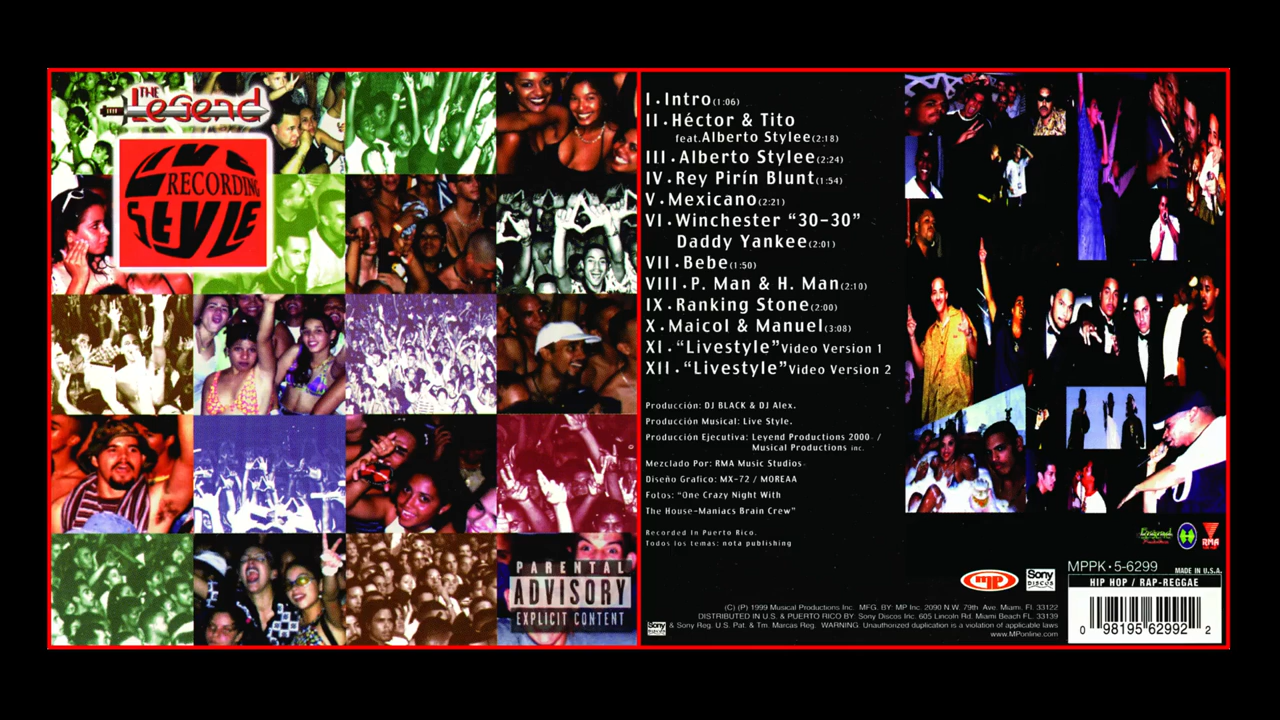 THE
Legend
LIVE
RECORDING
STYLE
PARENTAL
ADVISORY
EXPLICIT CONTENT
I . Intro (1:06)
II . Héctor & Tito
feat. Alberto Stylee (2:18)
III . Alberto Stylee (2:24)
IV . Rey Pirín Blunt (1:54)
V . Mexicano (2:21)
VI . Winchester “30-30”
Daddy Yankee (2:01)
VII . Bebe (1:50)
VIII . P. Man & H. Man (2:10)
IX . Ranking Stone (2:00)
X . Maicol & Manuel (3:08)
XI . “Livestyle” Video Version 1
XII . “Livestyle” Video Version 2
Producción: DJ BLACK & DJ Alex.
Producción Musical: Live Style.
Producción Ejecutiva: Leyend Productions 2000 /
Musical Productions inc.
Mezclado Por: RMA Music Studios
Diseño Grafico: MX-72 / MOREAA
Fotos: “One Crazy Night With
The House-Maniacs Brain Crew”
Recorded In Puerto Rico.
Todos los temas: nota publishing
RMA
mp
Sony
DISCOS
MPPK • 5-6299
MADE IN U.S.A.
HIP HOP / RAP-REGGAE
0 98195 62992 2
(C) (P) 1999 Musical Productions Inc. MFG. BY: MP Inc. 2090 N.W. 79th Ave. Miami. Fl. 33122
DISTRIBUTED IN U.S. & PUERTO RICO BY: Sony Discos Inc. 605 Lincoln Rd. Miami Beach FL. 33139
Sony
& Sony Reg. U.S. Pat. & Tm. Marcas Reg. WARNING: Unauthorized duplication is a violation of applicable laws
www.MPonline.com